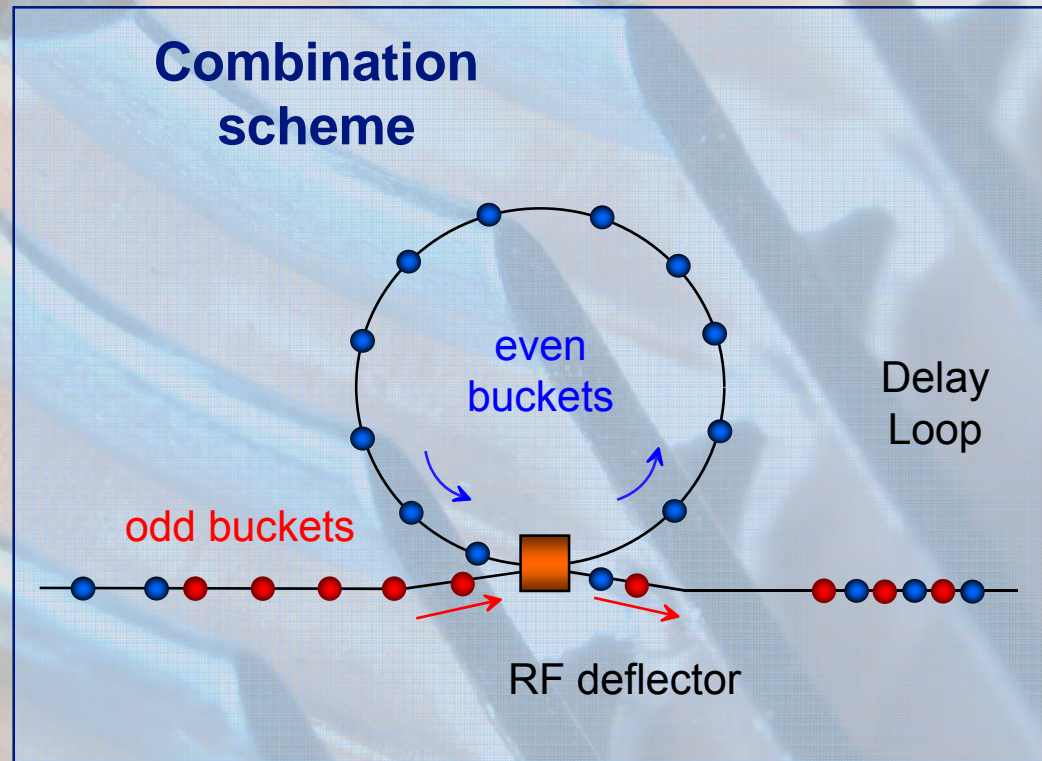 Combination
scheme
even
buckets
Delay
Loop
odd buckets
RF deflector